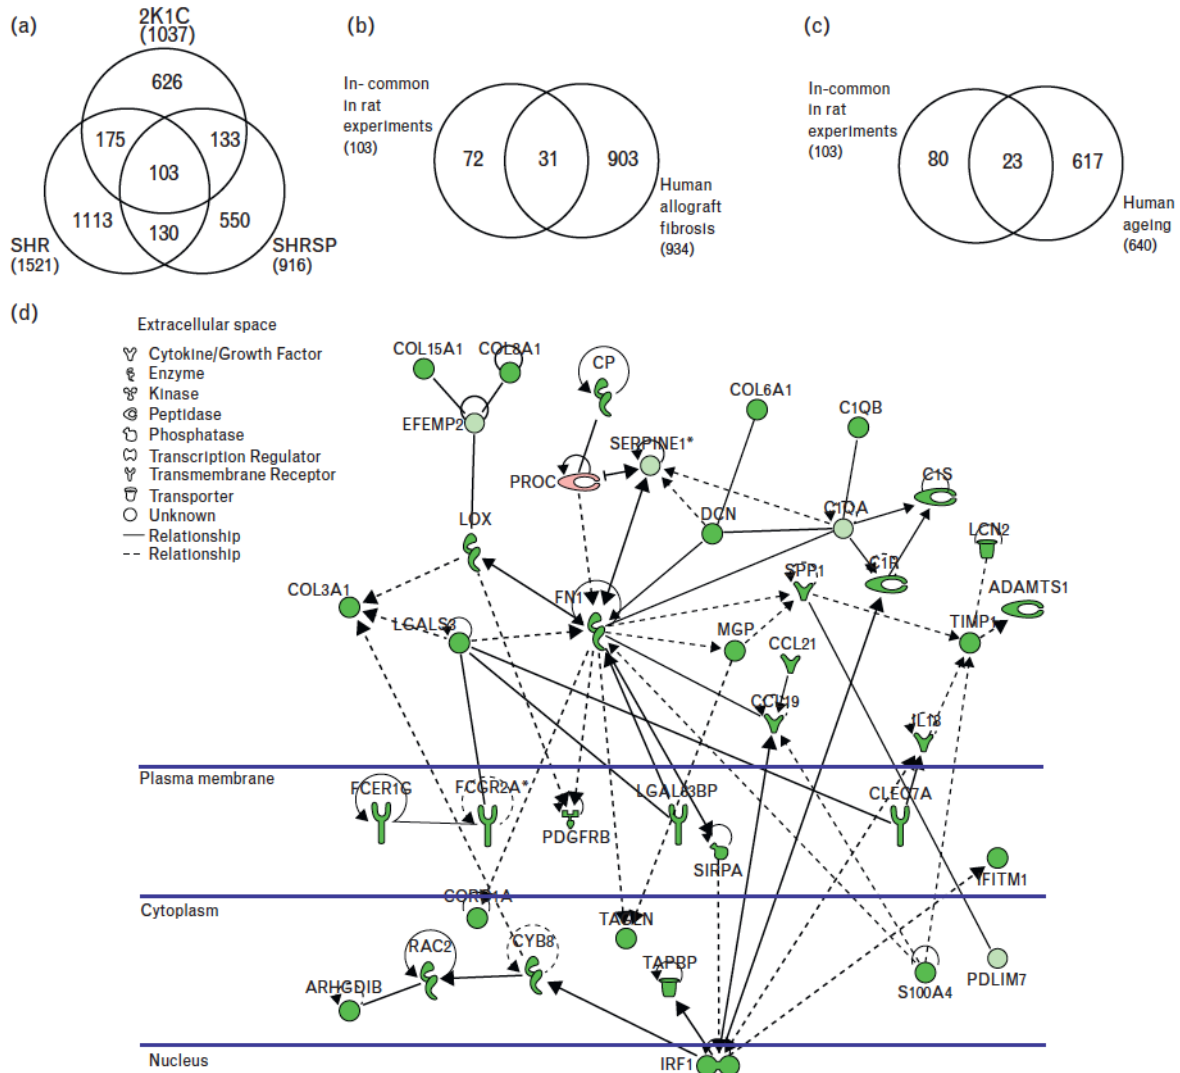 (a)
2K1C
(1037)
626
175
133
103
1113
130
550
SHR
(1521)
SHRSP
(916)
(b)
In- common
in rat
experiments
(103)
72
31
903
Human
allograft
fibrosis
(934)
(c)
In-common
in rat
experiments
(103)
80
23
617
Human
ageing
(640)
(d)
Extracellular space
Cytokine/Growth Factor
Enzyme
Kinase
Peptidase
Phosphatase
Transcription Regulator
Transmembrane Receptor
Transporter
Unknown
Relationship
Relationship
COL15A1
COL8A1
CP
COL6A1
C1QB
EFEMP2
SERPINE1*
PROC
C1S
LOX
DCN
C1QA
LCN2
SPP1
C1R
COL3A1
FN1
ADAMTS1
LGALS3
MGP
TIMP1
CCL21
CCL19
Plasma membrane
FCER1G
FCGR2A*
PDGFRB
LGALS3BP
CLEC7A
SIRPA
IFITM1
Cytoplasm
TAGLN
RAC2
TAPBP
ARHGDIB
S100A4
PDLIM7
Nucleus
IRF1